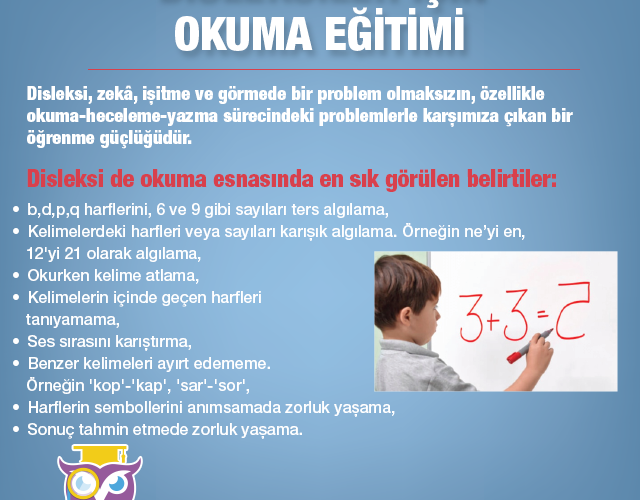 OKUMA EĞİTİMİ
Disleksi, zekâ, işitme ve görmede bir problem olmaksızın, özellikle
okuma-heceleme-yazma sürecindeki problemlerle karşımıza çıkan bir
öğrenme güçlüğüdür.
Disleksi de okuma esnasında en sık görülen belirtiler:
• b,d,p,q harflerini, 6 ve 9 gibi sayıları ters algılama,
• Kelimelerdeki harfleri veya sayıları karışık algılama. Örneğin ne'yi en,
12'yi 21 olarak algılama,
• Okurken kelime atlama,
• Kelimelerin içinde geçen harfleri
tanıyamama,
• Ses sırasını karıştırma,
• Benzer kelimeleri ayırt edememe.
Örneğin 'kop'-'kap', 'sar'-'sor',
• Harflerin sembollerini anımsamada zorluk yaşama,
• Sonuç tahmin etmede zorluk yaşama.
3+3=5